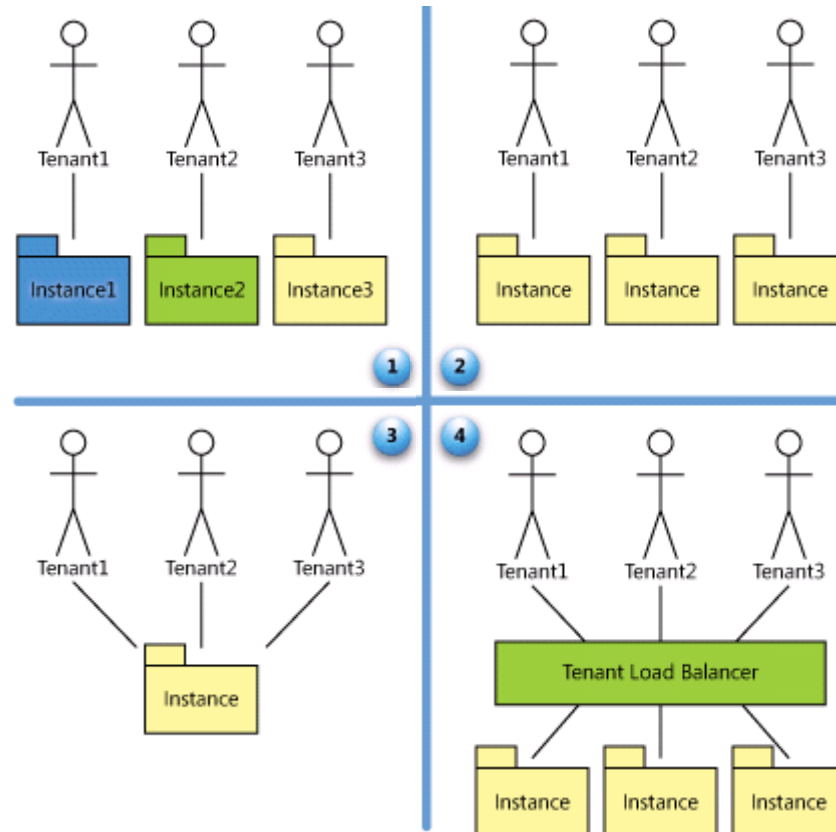 Tenant1 Tenant2 Tenant3
Instance1 Instance2 Instance3
1
Tenant1 Tenant2 Tenant3
Instance Instance Instance
2
3
Tenant1 Tenant2 Tenant3
Instance
4
Tenant1 Tenant2 Tenant3
Tenant Load Balancer
Instance Instance Instance